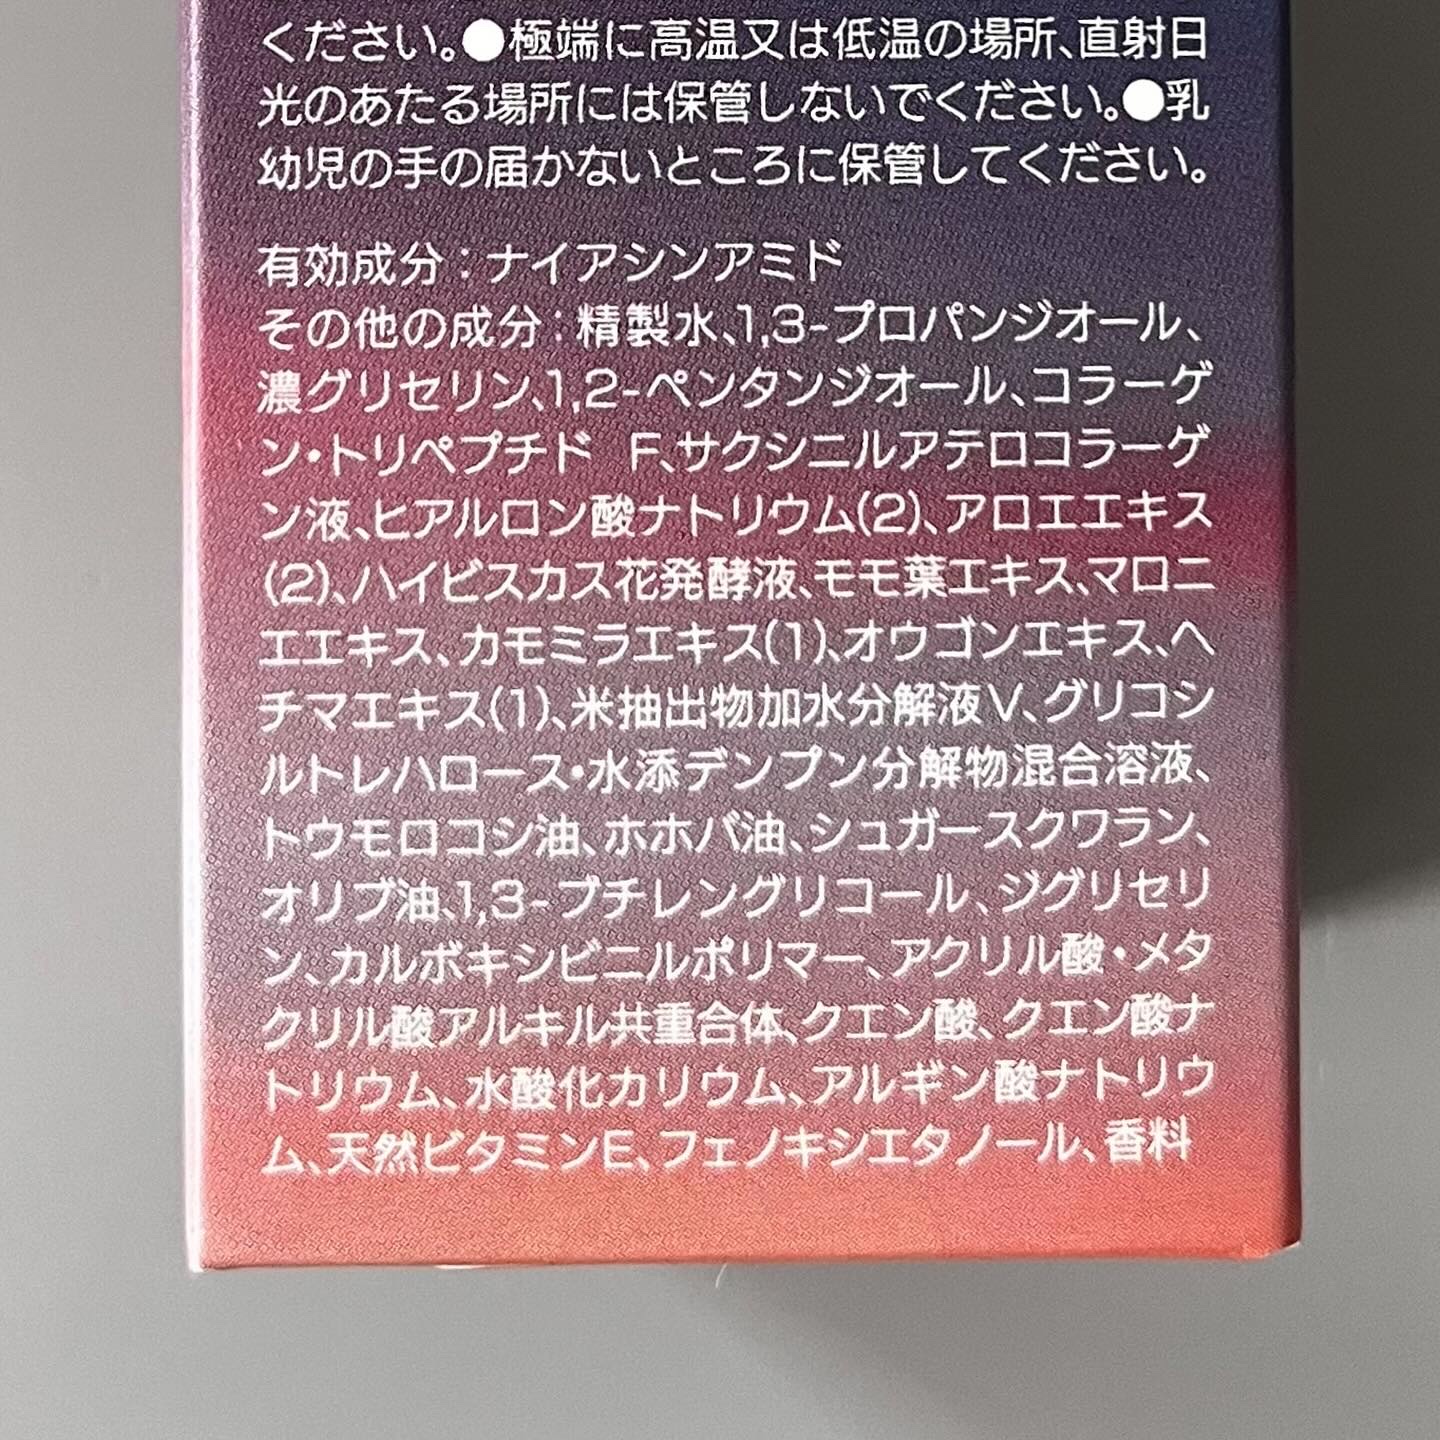 ください。●極端に高温又は低温の場所、直射日
光のあたる場所には保管しないでください。●乳
幼児の手の届かないところに保管してください。
有効成分：ナイアシンアミド
その他の成分：精製水、1,3-プロパンジオール、
濃グリセリン、1,2-ペンタンジオール、コラーゲ
ン・トリペプチド F、サクシニルアテロコラーゲ
ン液、ヒアルロン酸ナトリウム(2)、アロエエキス
(2)、ハイビスカス花発酵液、モモ葉エキス、マロニ
エエキス、カモミラエキス(1)、オウゴンエキス、ヘ
チマエキス(1)、米抽出物加水分解液V、グリコシ
ルトレハロース・水添デンプン分解物混合溶液、
トウモロコシ油、ホホバ油、シュガースクワラン、
オリブ油、1,3-ブチレングリコール、ジグリセリ
ン、カルボキシビニルポリマー、アクリル酸・メタ
クリル酸アルキル共重合体、クエン酸、クエン酸ナ
トリウム、水酸化カリウム、アルギン酸ナトリウ
ム、天然ビタミンE、フェノキシエタノール、香料